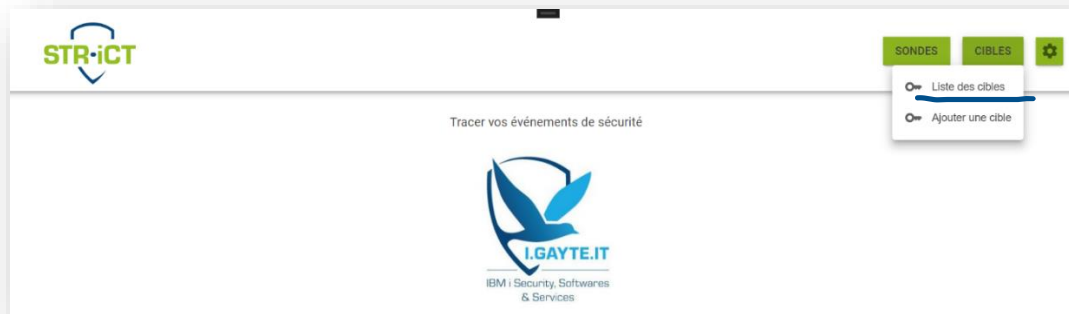 STR·iCT
SONDES
CIBLES
Liste des cibles
Ajouter une cible
Tracer vos événements de sécurité
I.GAYTE.IT
IBM i Security, Softwares
& Services